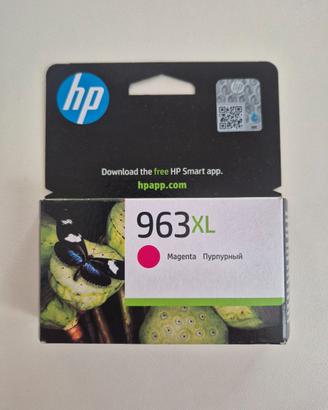 hp
Download the free HP Smart app.
hpapp.com
963XL
Magenta Пурпурный